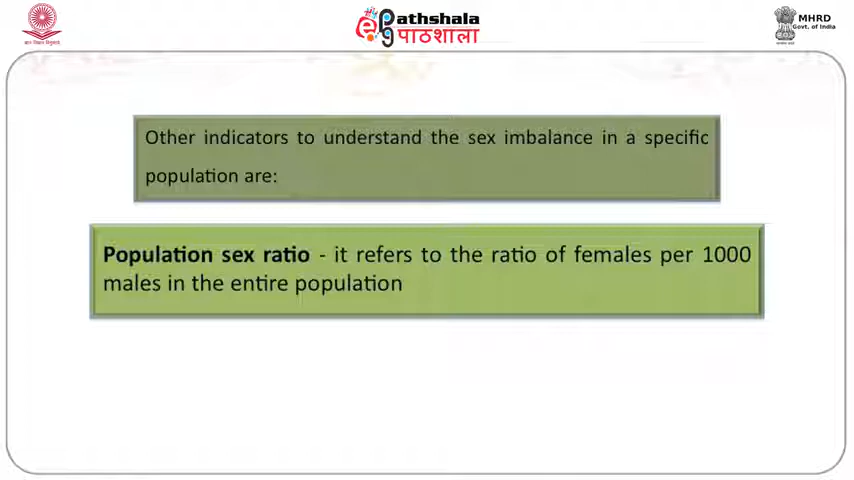 ePG Pathshala
पाठशाला
MHRD
Govt. of India
Other indicators to understand the sex imbalance in a specific
population are:
Population sex ratio - it refers to the ratio of females per 1000
males in the entire population